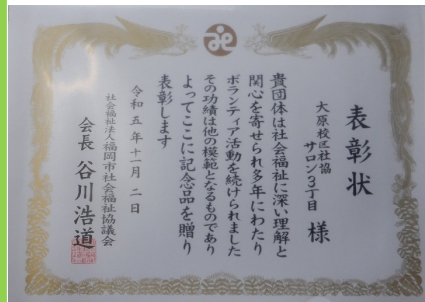 表彰状
大原校区社協
サロン3丁目 様
貴団体は社会福祉に深い理解と
関心を寄せられ多年にわたり
ボランティア活動を続けられました
その功績は他の模範となるものであり
よってここに記念品を贈り
表彰します
令和五年十一月二日
社会福祉法人福岡市社会福祉協議会
会長 谷川浩道